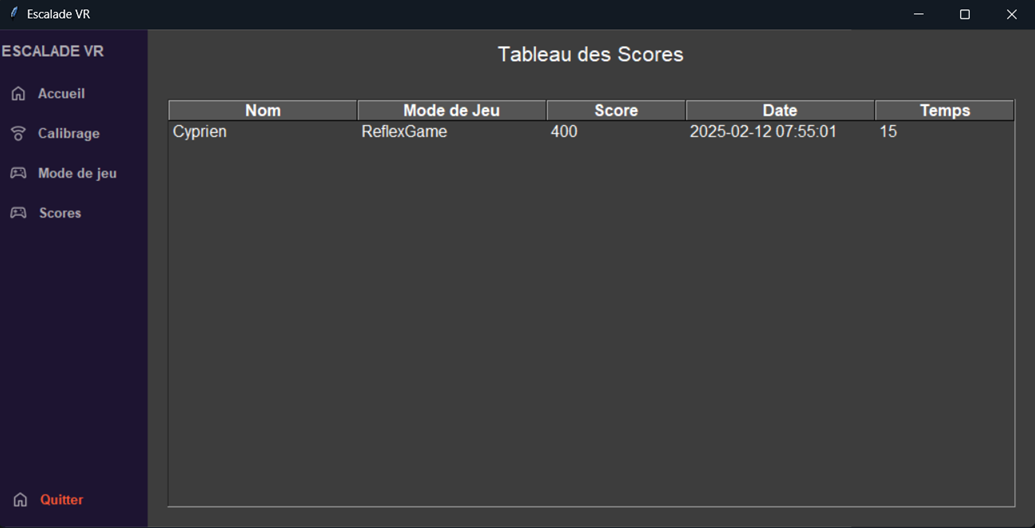 Escalade VR
ESCALADE VR
Accueil
Calibrage
Mode de jeu
Scores
Quitter
Tableau des Scores
Nom Mode de Jeu Score Date Temps
Cyprien ReflexGame 400 2025-02-12 07:55:01 15